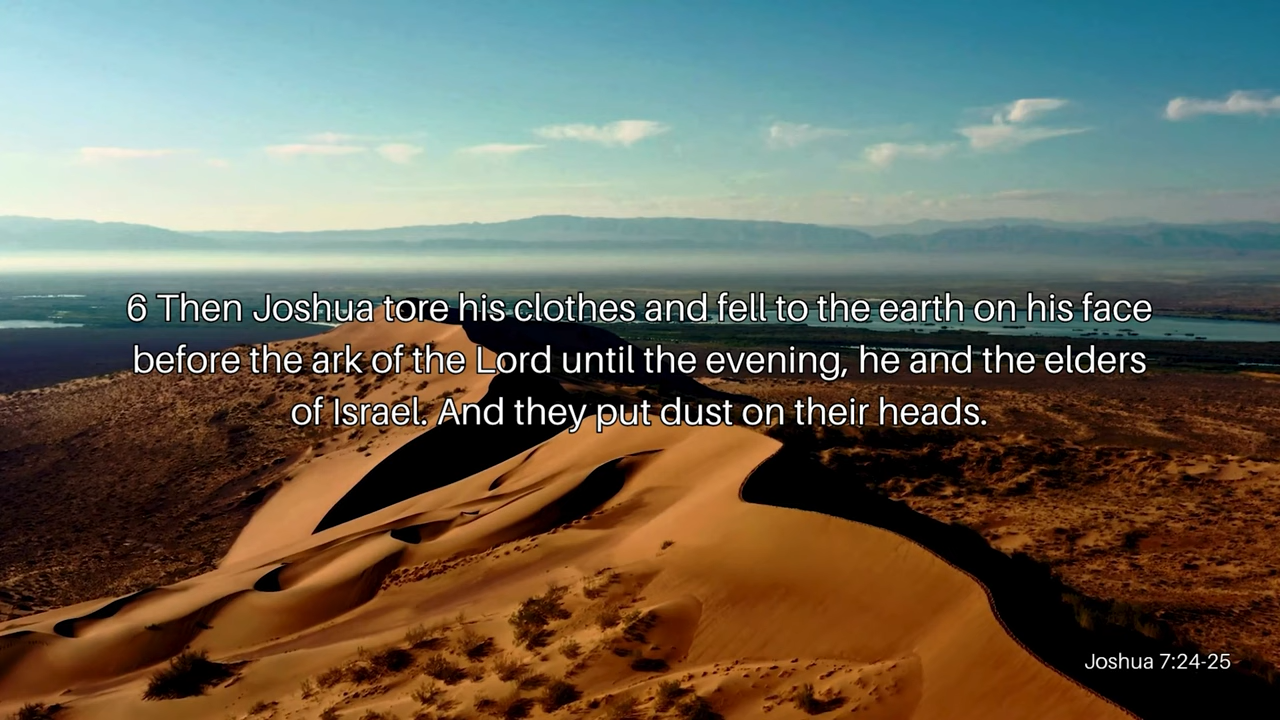 6 Then Joshua tore his clothes and fell to the earth on his face
before the ark of the Lord until the evening, he and the elders
of Israel. And they put dust on their heads.
Joshua 7:24-25